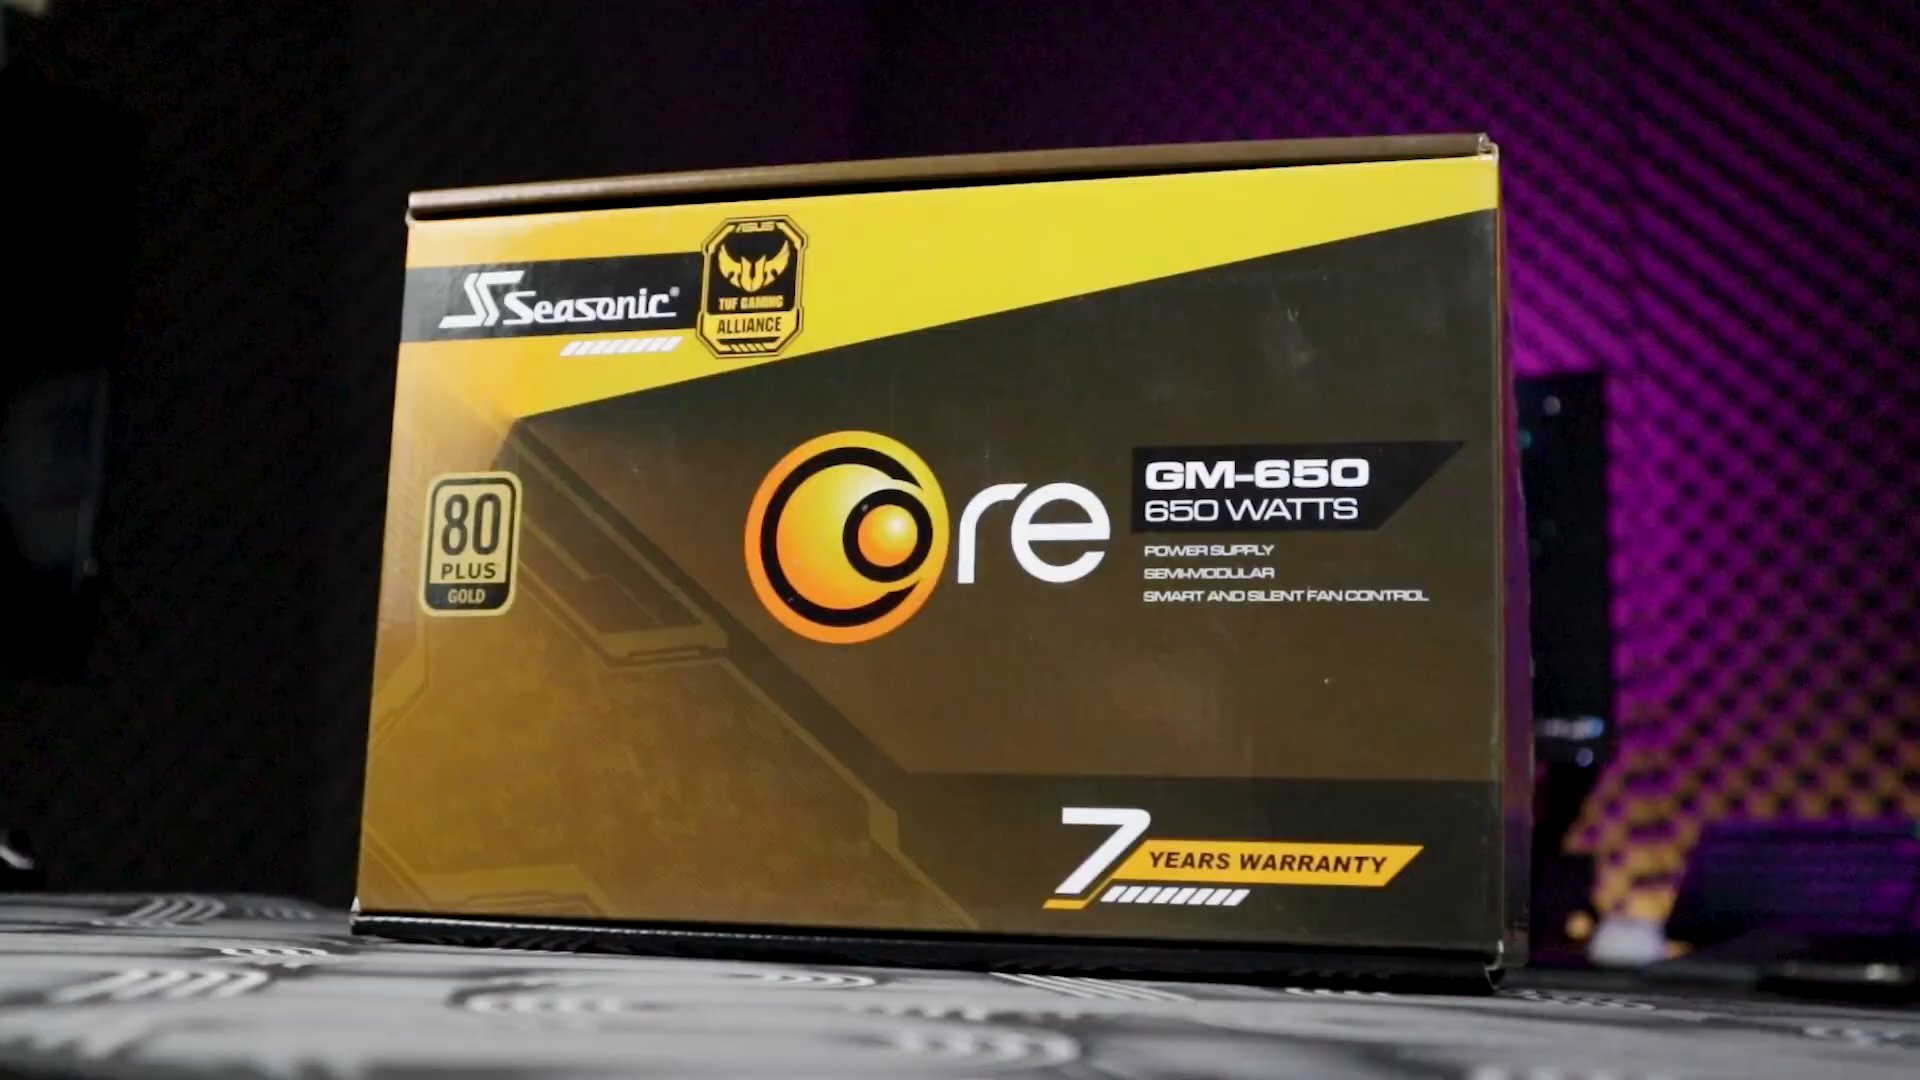 Seasonic®
ASUS
TUF GAMING
ALLIANCE
80
PLUS
GOLD
Core
GM-650
650 WATTS
POWER SUPPLY
SEMI-MODULAR
SMART AND SILENT FAN CONTROL
7
YEARS WARRANTY